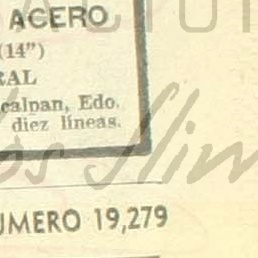 ACERO
(14")
RAL
calpan, Edo.
diez líneas.
UMERO 19,279